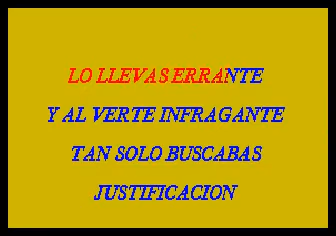 LO LLEVAS ERRANTE
Y AL VERTE INFRAGANTE
TAN SOLO BUSCABAS
JUSTIFICACION